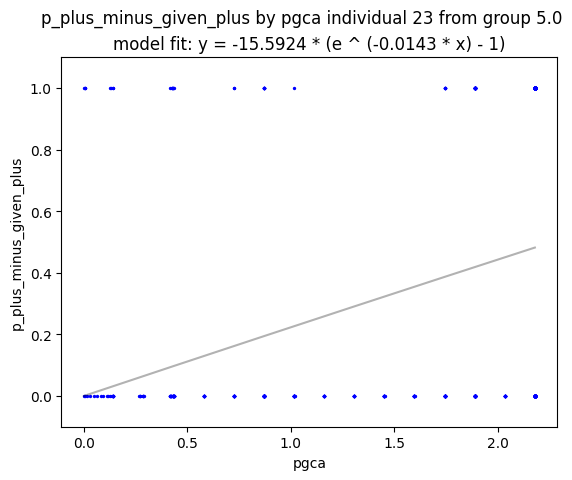 p_plus_minus_given_plus by pgca individual 23 from group 5.0
model fit: y = -15.5924 * (e ^ (-0.0143 * x) - 1)
1.0
0.8
0.6
0.4
0.2
0.0
p_plus_minus_given_plus
0.0 0.5 1.0 1.5 2.0
pgca